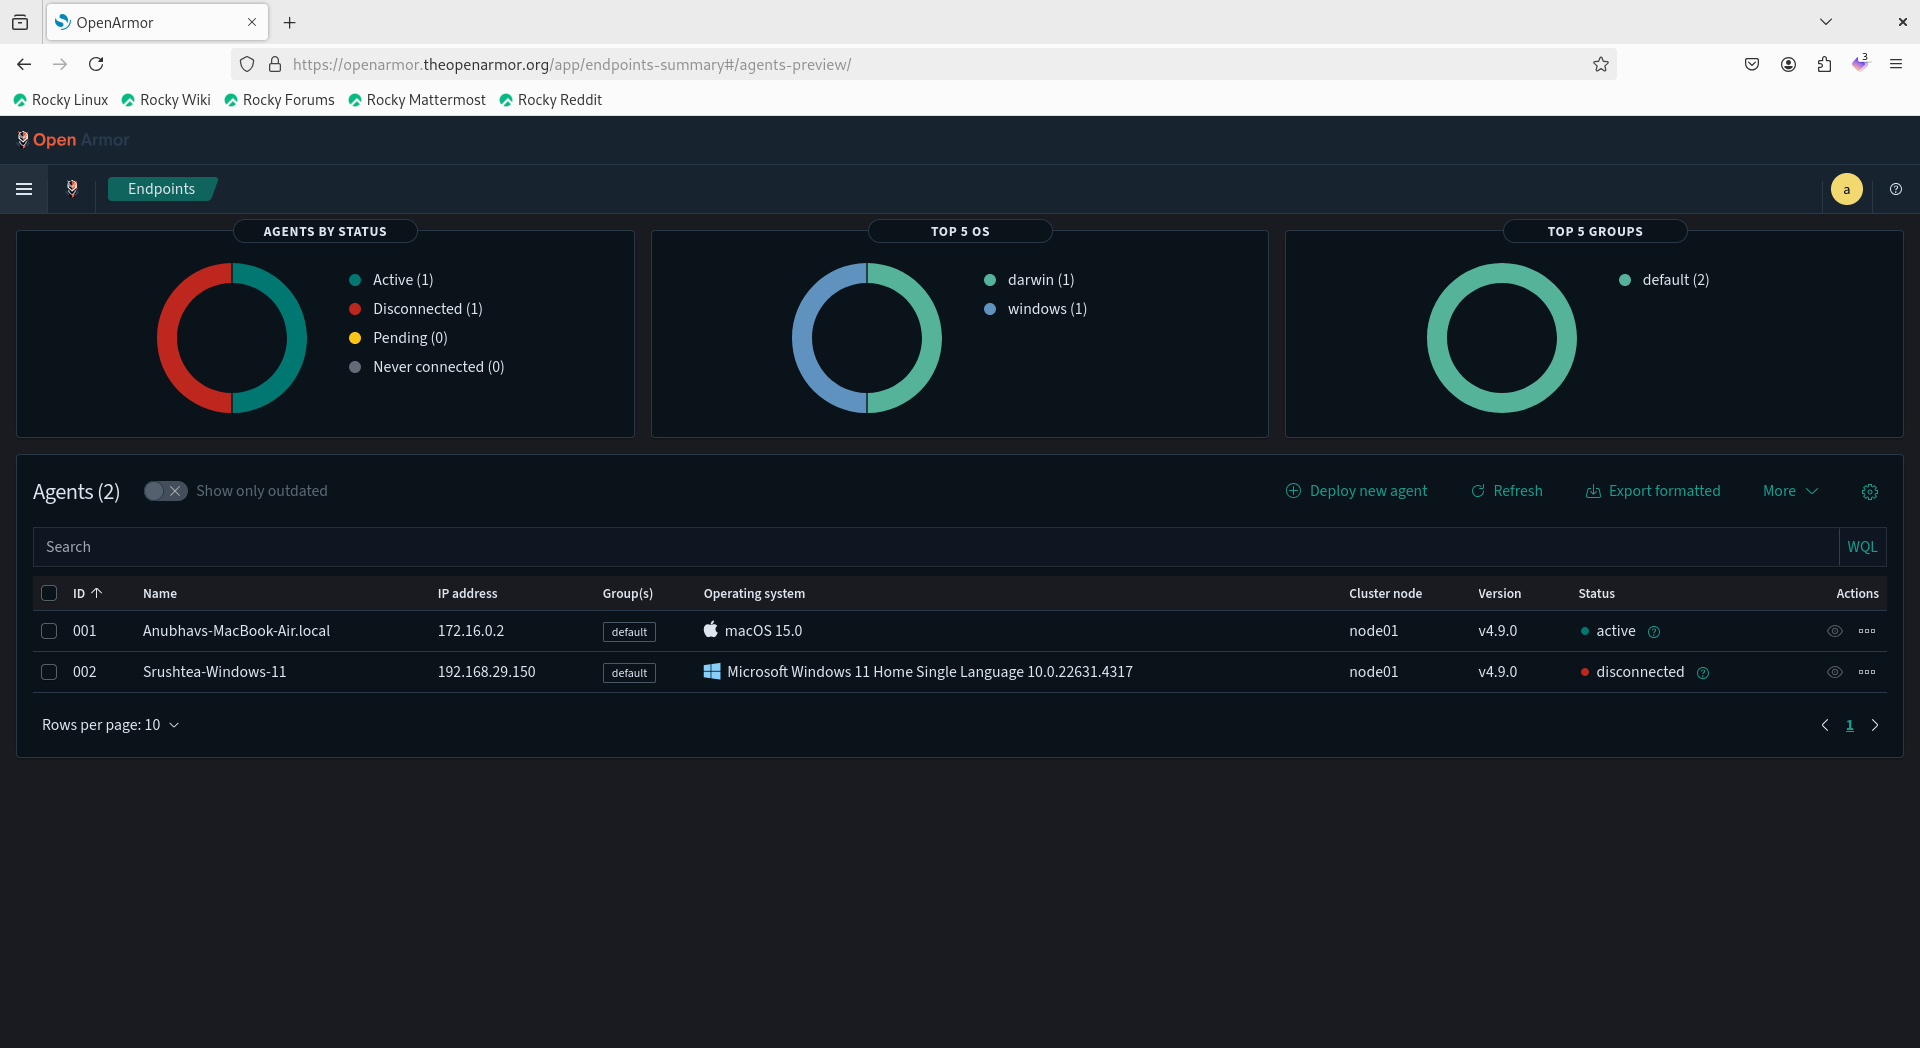 OpenArmor
https://openarmor.theopenarmor.org/app/endpoints-summary#/agents-preview/
3
Rocky Linux Rocky Wiki Rocky Forums Rocky Mattermost Rocky Reddit
Open Armor
Endpoints
a
AGENTS BY STATUS
Active (1)
Disconnected (1)
Pending (0)
Never connected (0)
TOP 5 OS
darwin (1)
windows (1)
TOP 5 GROUPS
default (2)
Agents (2) Show only outdated Deploy new agent Refresh Export formatted More
Search WQL
ID Name IP address Group(s) Operating system Cluster node Version Status Actions
001 Anubhavs-MacBook-Air.local 172.16.0.2 default macOS 15.0 node01 v4.9.0 active
002 Srushtea-Windows-11 192.168.29.150 default Microsoft Windows 11 Home Single Language 10.0.22631.4317 node01 v4.9.0 disconnected
Rows per page: 10 1